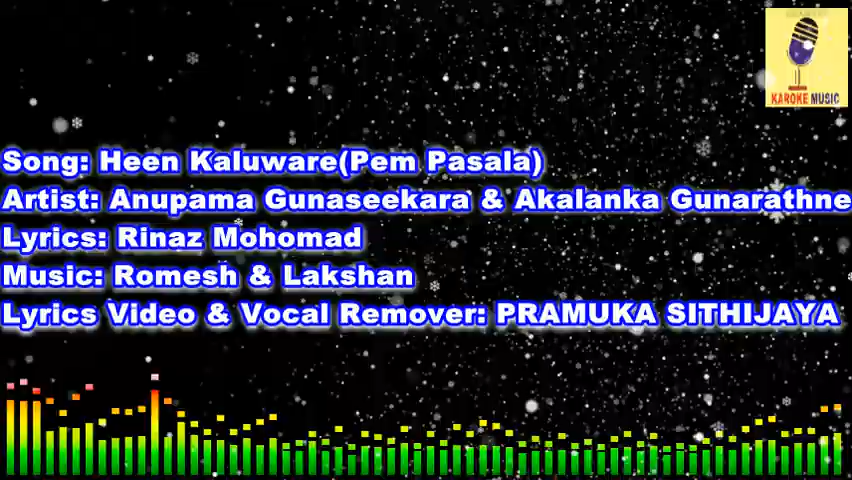 KAROKE MUSIC
Song: Heen Kaluware(Pem Pasala)
Artist: Anupama Gunaseekara & Akalanka Gunarathne
Lyrics: Rinaz Mohomad
Music: Romesh & Lakshan
Lyrics Video & Vocal Remover: PRAMUKA SITHIJAYA